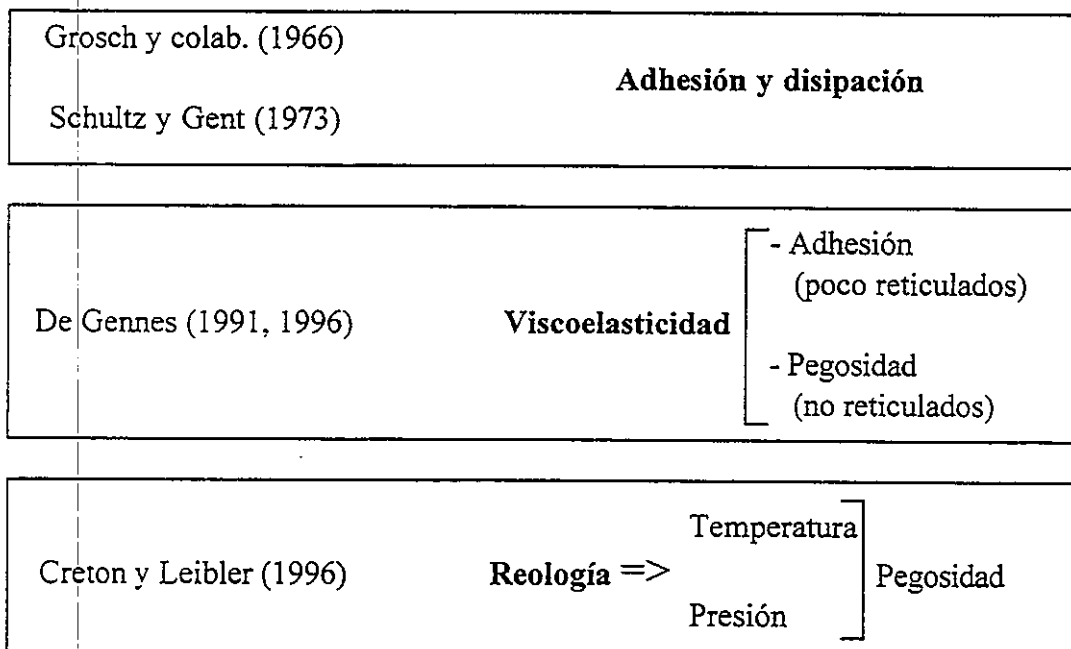 Grosch y colab. (1966)
Adhesión y disipación
Schultz y Gent (1973)
- Adhesión
(poco reticulados)
De Gennes (1991, 1996) Viscoelasticidad
- Pegosidad
(no reticulados)
Temperatura
Creton y Leibler (1996) Reología => Pegosidad
Presión